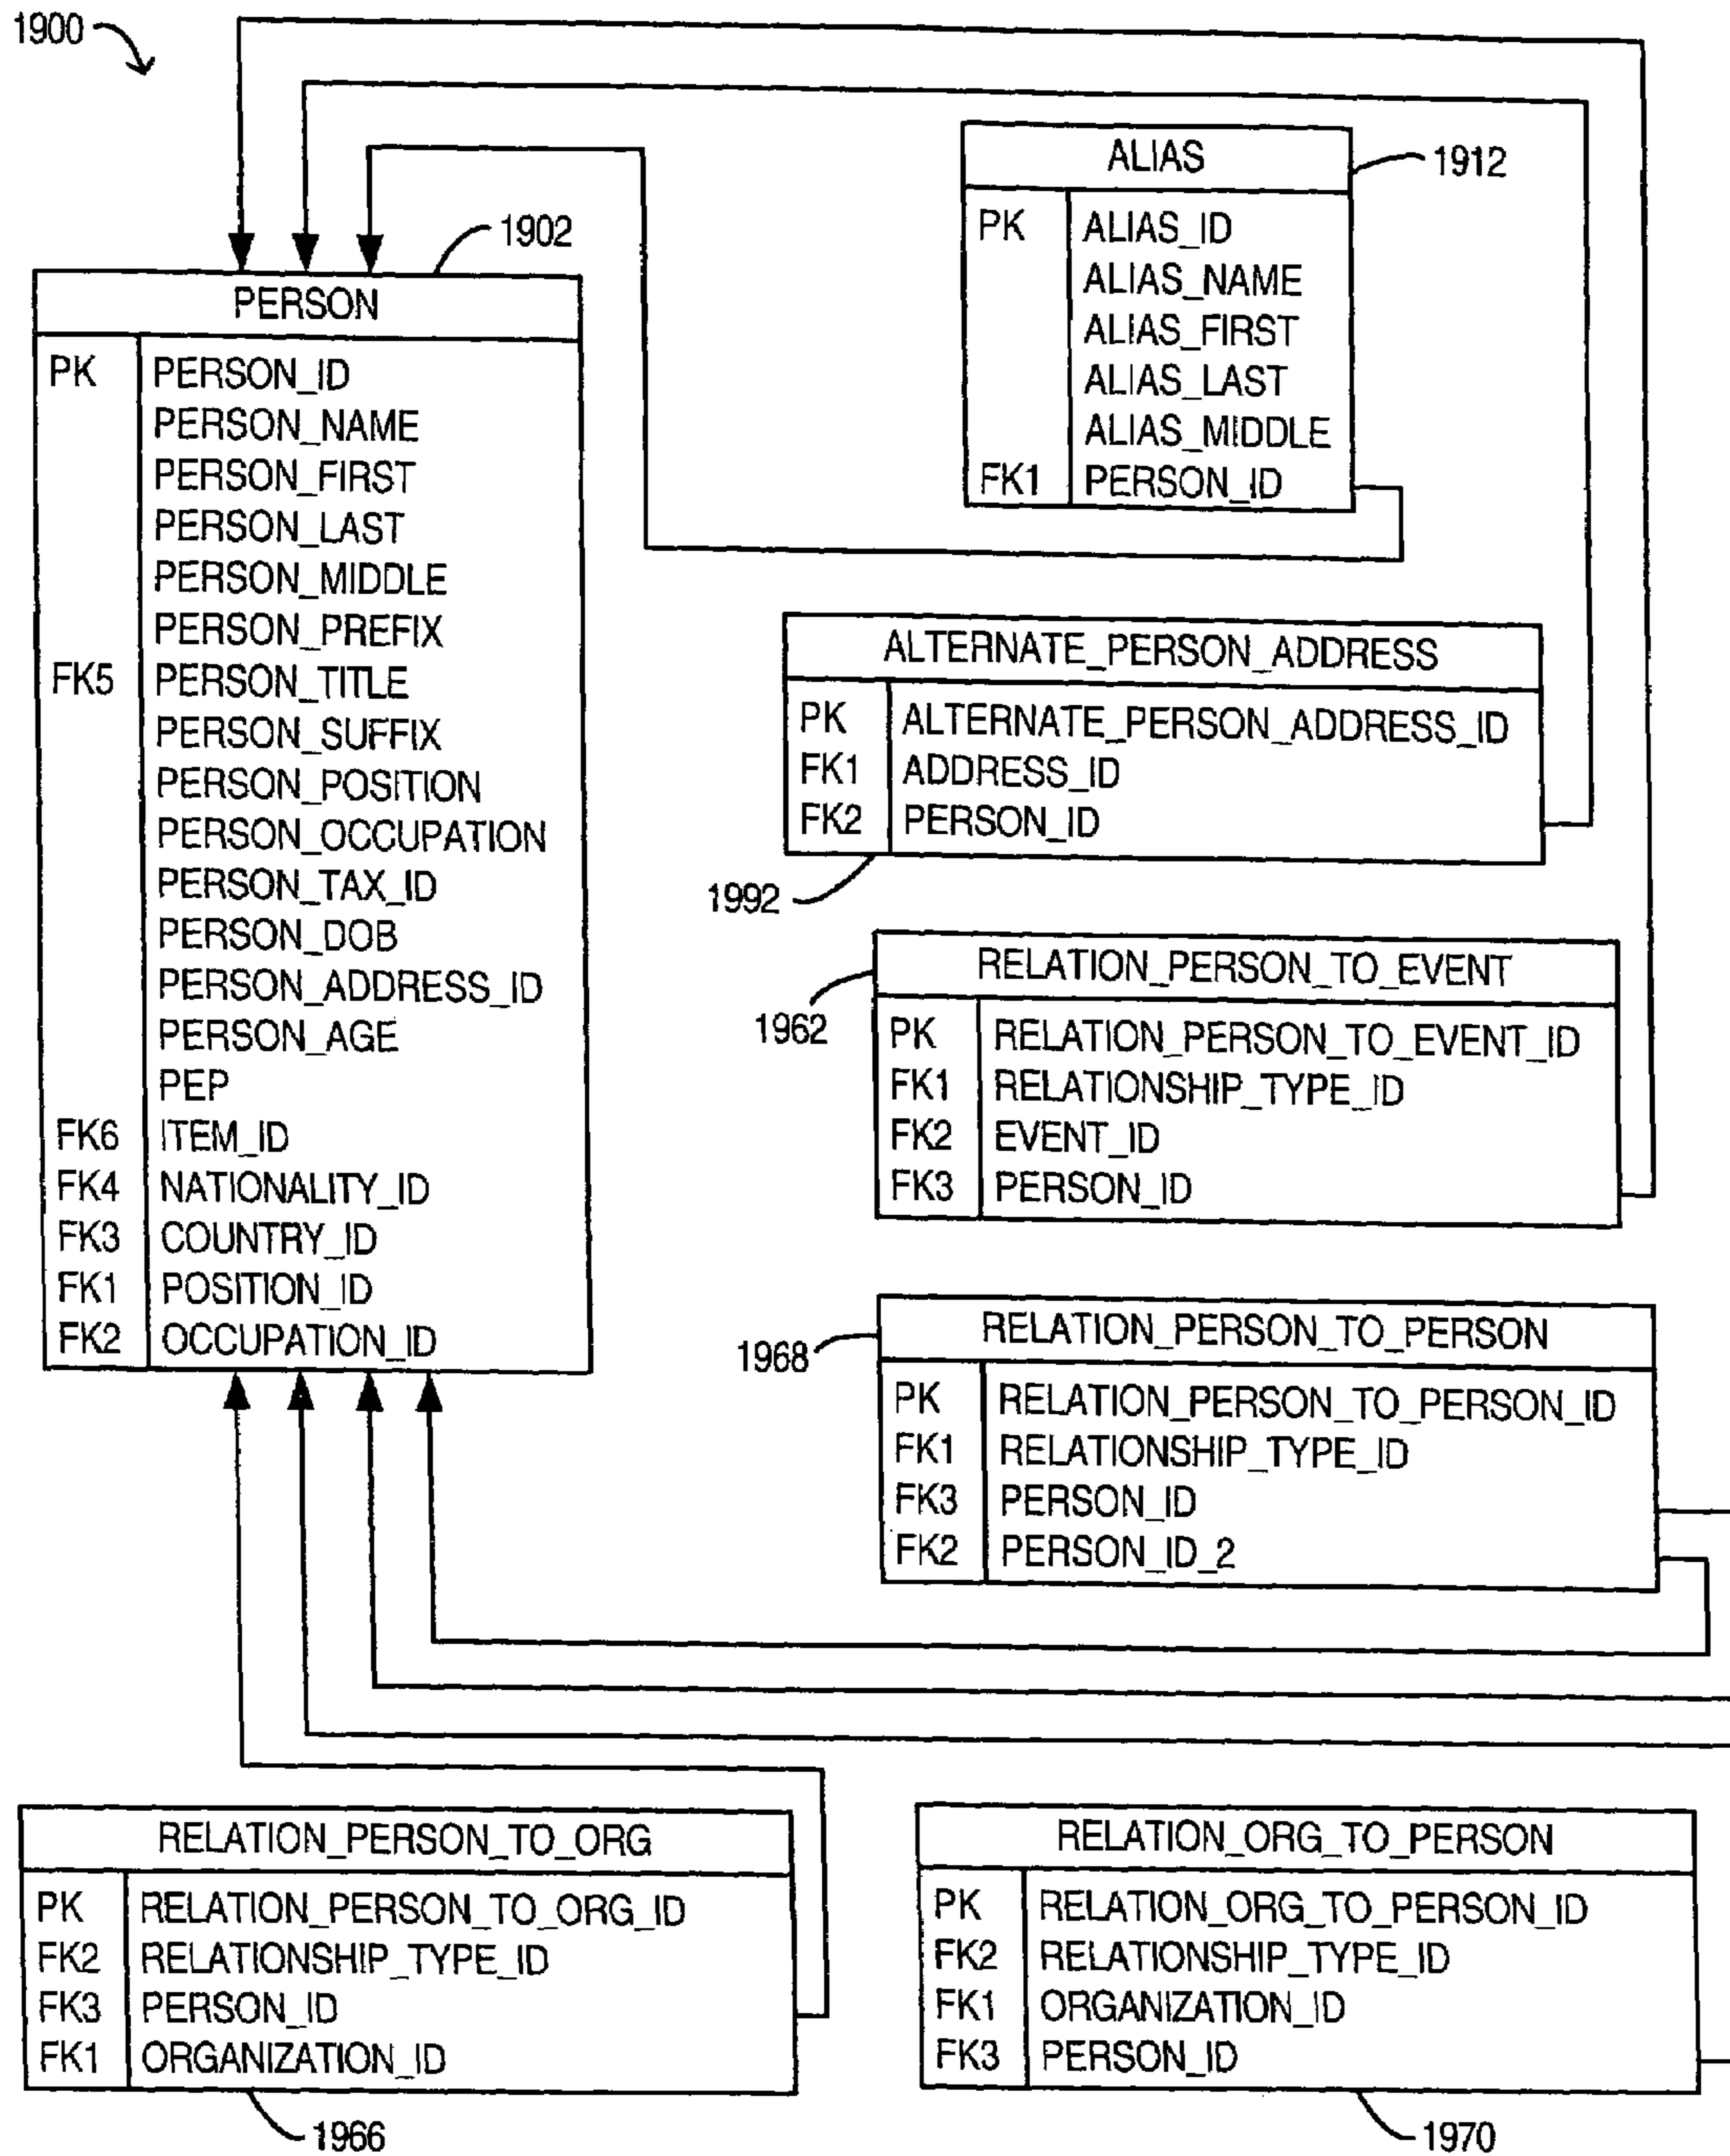 1900
ALIAS
1912
PK ALIAS_ID
ALIAS_NAME
ALIAS_FIRST
ALIAS_LAST
ALIAS_MIDDLE
FK1 PERSON_ID
1902
PERSON
PK PERSON_ID
PERSON_NAME
PERSON_FIRST
PERSON_LAST
PERSON_MIDDLE
PERSON_PREFIX
FK5 PERSON_TITLE
PERSON_SUFFIX
PERSON_POSITION
PERSON_OCCUPATION
PERSON_TAX_ID
PERSON_DOB
PERSON_ADDRESS_ID
PERSON_AGE
PEP
FK6 ITEM_ID
FK4 NATIONALITY_ID
FK3 COUNTRY_ID
FK1 POSITION_ID
FK2 OCCUPATION_ID
ALTERNATE_PERSON_ADDRESS
PK ALTERNATE_PERSON_ADDRESS_ID
FK1 ADDRESS_ID
FK2 PERSON_ID
1992
RELATION_PERSON_TO_EVENT
1962
PK RELATION_PERSON_TO_EVENT_ID
FK1 RELATIONSHIP_TYPE_ID
FK2 EVENT_ID
FK3 PERSON_ID
RELATION_PERSON_TO_PERSON
1968
PK RELATION_PERSON_TO_PERSON_ID
FK1 RELATIONSHIP_TYPE_ID
FK3 PERSON_ID
FK2 PERSON_ID_2
RELATION_PERSON_TO_ORG
PK RELATION_PERSON_TO_ORG_ID
FK2 RELATIONSHIP_TYPE_ID
FK3 PERSON_ID
FK1 ORGANIZATION_ID
1966
RELATION_ORG_TO_PERSON
PK RELATION_ORG_TO_PERSON_ID
FK2 RELATIONSHIP_TYPE_ID
FK1 ORGANIZATION_ID
FK3 PERSON_ID
1970